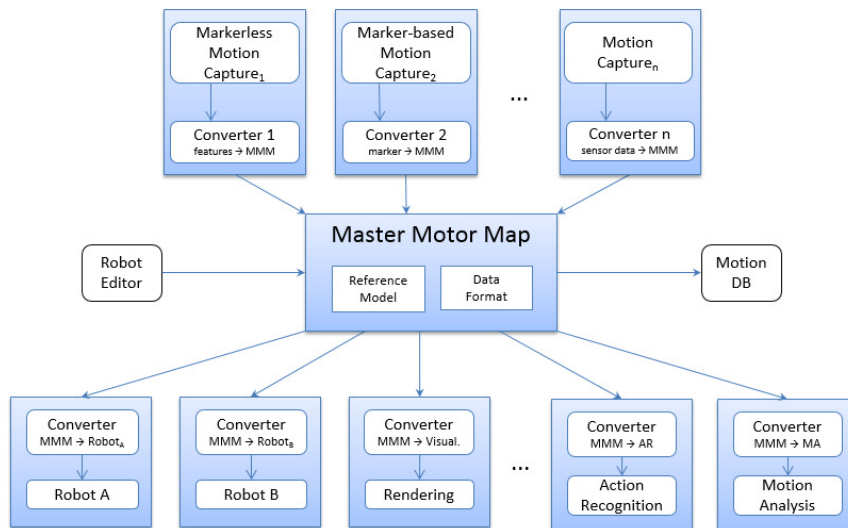 Markerless
Motion
Capture1
Marker-based
Motion
Capture2
Motion
Capturen
...
Converter 1
features → MMM
Converter 2
marker → MMM
Converter n
sensor data → MMM
Master Motor Map
Robot
Editor
Reference
Model
Data
Format
Motion
DB
Converter
MMM → RobotA
Converter
MMM → RobotB
Converter
MMM → Visual.
Converter
MMM → AR
Converter
MMM → MA
...
Robot A
Robot B
Rendering
Action
Recognition
Motion
Analysis